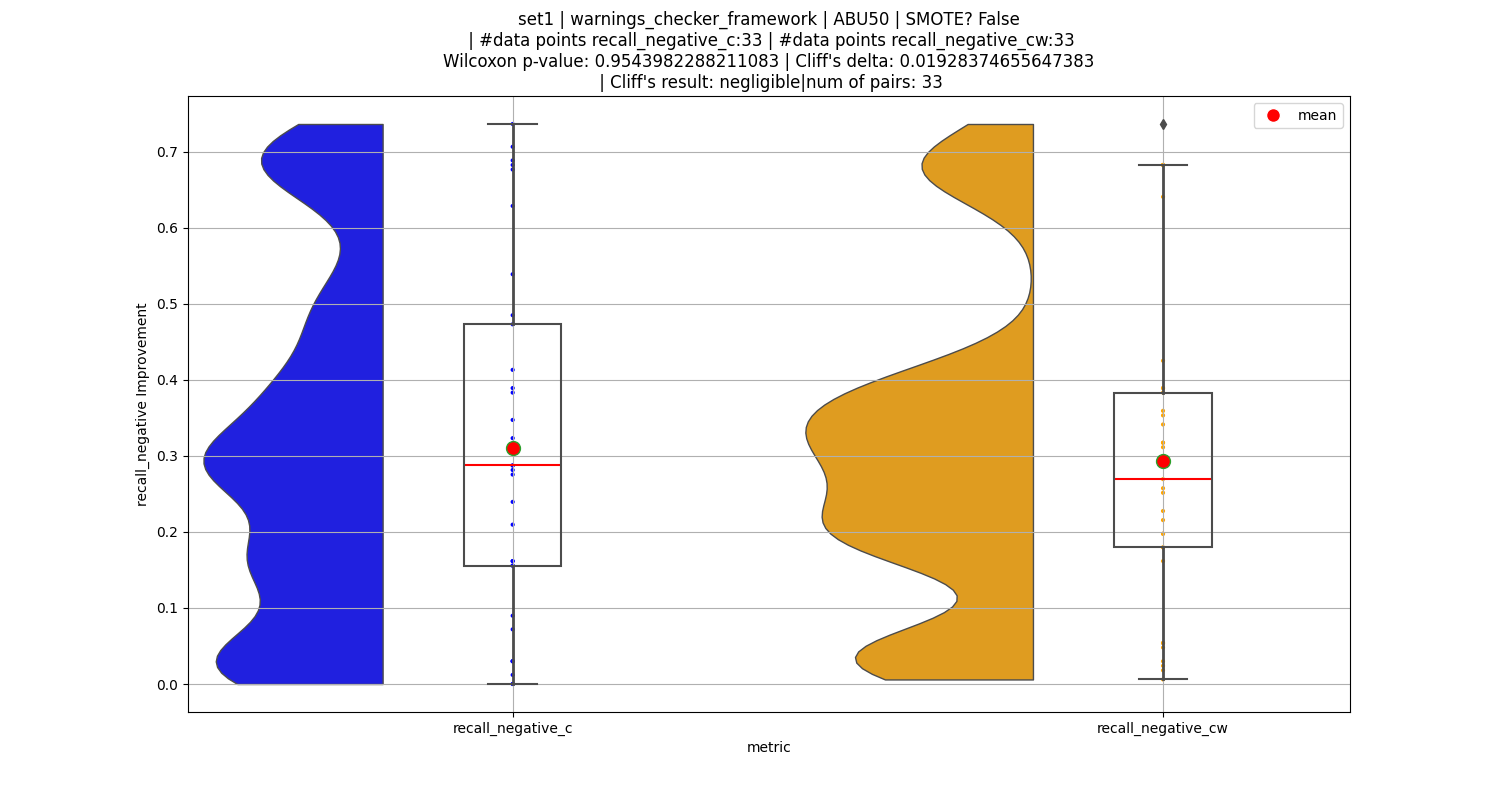 set1 | warnings_checker_framework | ABU50 | SMOTE? False
| #data points recall_negative_c:33 | #data points recall_negative_cw:33
Wilcoxon p-value: 0.9543982288211083 | Cliff's delta: 0.01928374655647383
| Cliff's result: negligible|num of pairs: 33
mean
0.7
0.6
0.5
0.4
0.3
0.2
0.1
0.0
recall_negative Improvement
recall_negative_c
recall_negative_cw
metric